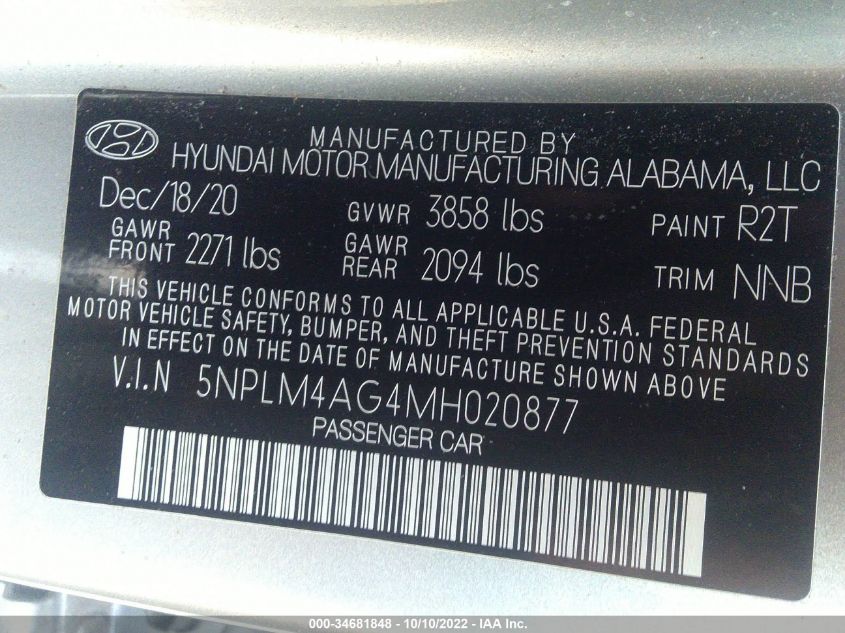 MANUFACTURED BY
HYUNDAI MOTOR MANUFACTURING ALABAMA, LLC
Dec/18/20 GVWR 3858 lbs PAINT R2T
GAWR FRONT 2271 lbs GAWR REAR 2094 lbs TRIM NNB
THIS VEHICLE CONFORMS TO ALL APPLICABLE U.S.A. FEDERAL
MOTOR VEHICLE SAFETY, BUMPER, AND THEFT PREVENTION STANDARDS
IN EFFECT ON THE DATE OF MANUFACTURE SHOWN ABOVE
V.I.N 5NPLM4AG4MH020877
PASSENGER CAR
000-34681848 - 10/10/2022 - IAA Inc.